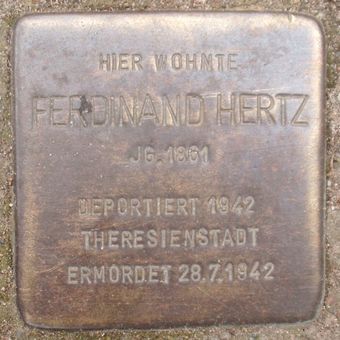 HIER WOHNTE
FERDINAND HERTZ
JG. 1861
DEPORTIERT 1942
THERESIENSTADT
ERMORDET 28.7.1942